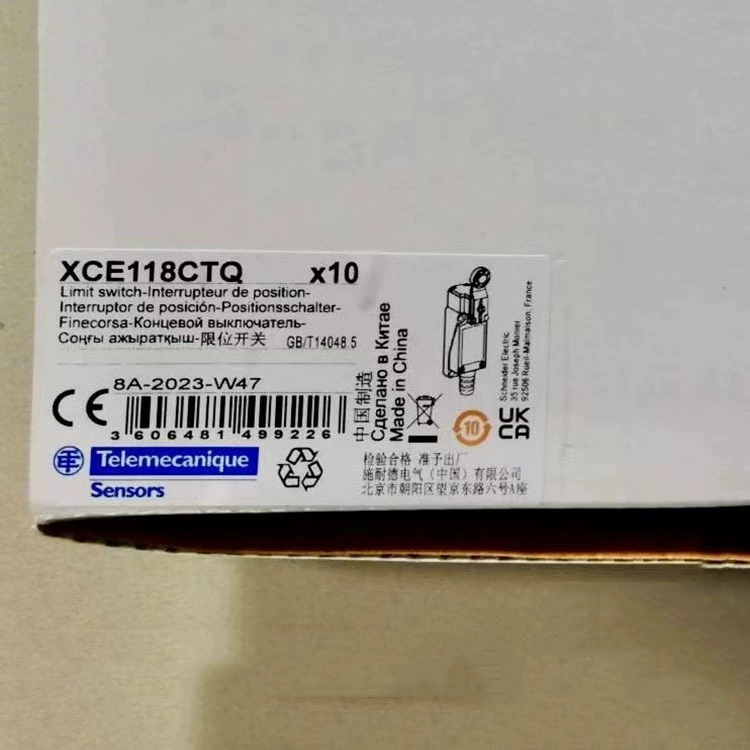 XCE118CTQ x10
Limit switch-Interrupteur de position-
Interruptor de posición-Positionsschalter-
Finecorsa-Концевой выключатель-
Соңғы ажыратқыш-限位开关 GB/T14048.5
8A-2023-W47
CE
3 606481 499226
中国制造
Сделано в Китае
Made in China
10
UK
CA
Schneider Electric
35 rue Joseph Monier
92506 Rueil-Malmaison, France
Telemecanique
Sensors
检验合格 准予出厂
施耐德电气（中国）有限公司
北京市朝阳区望京东路六号A座